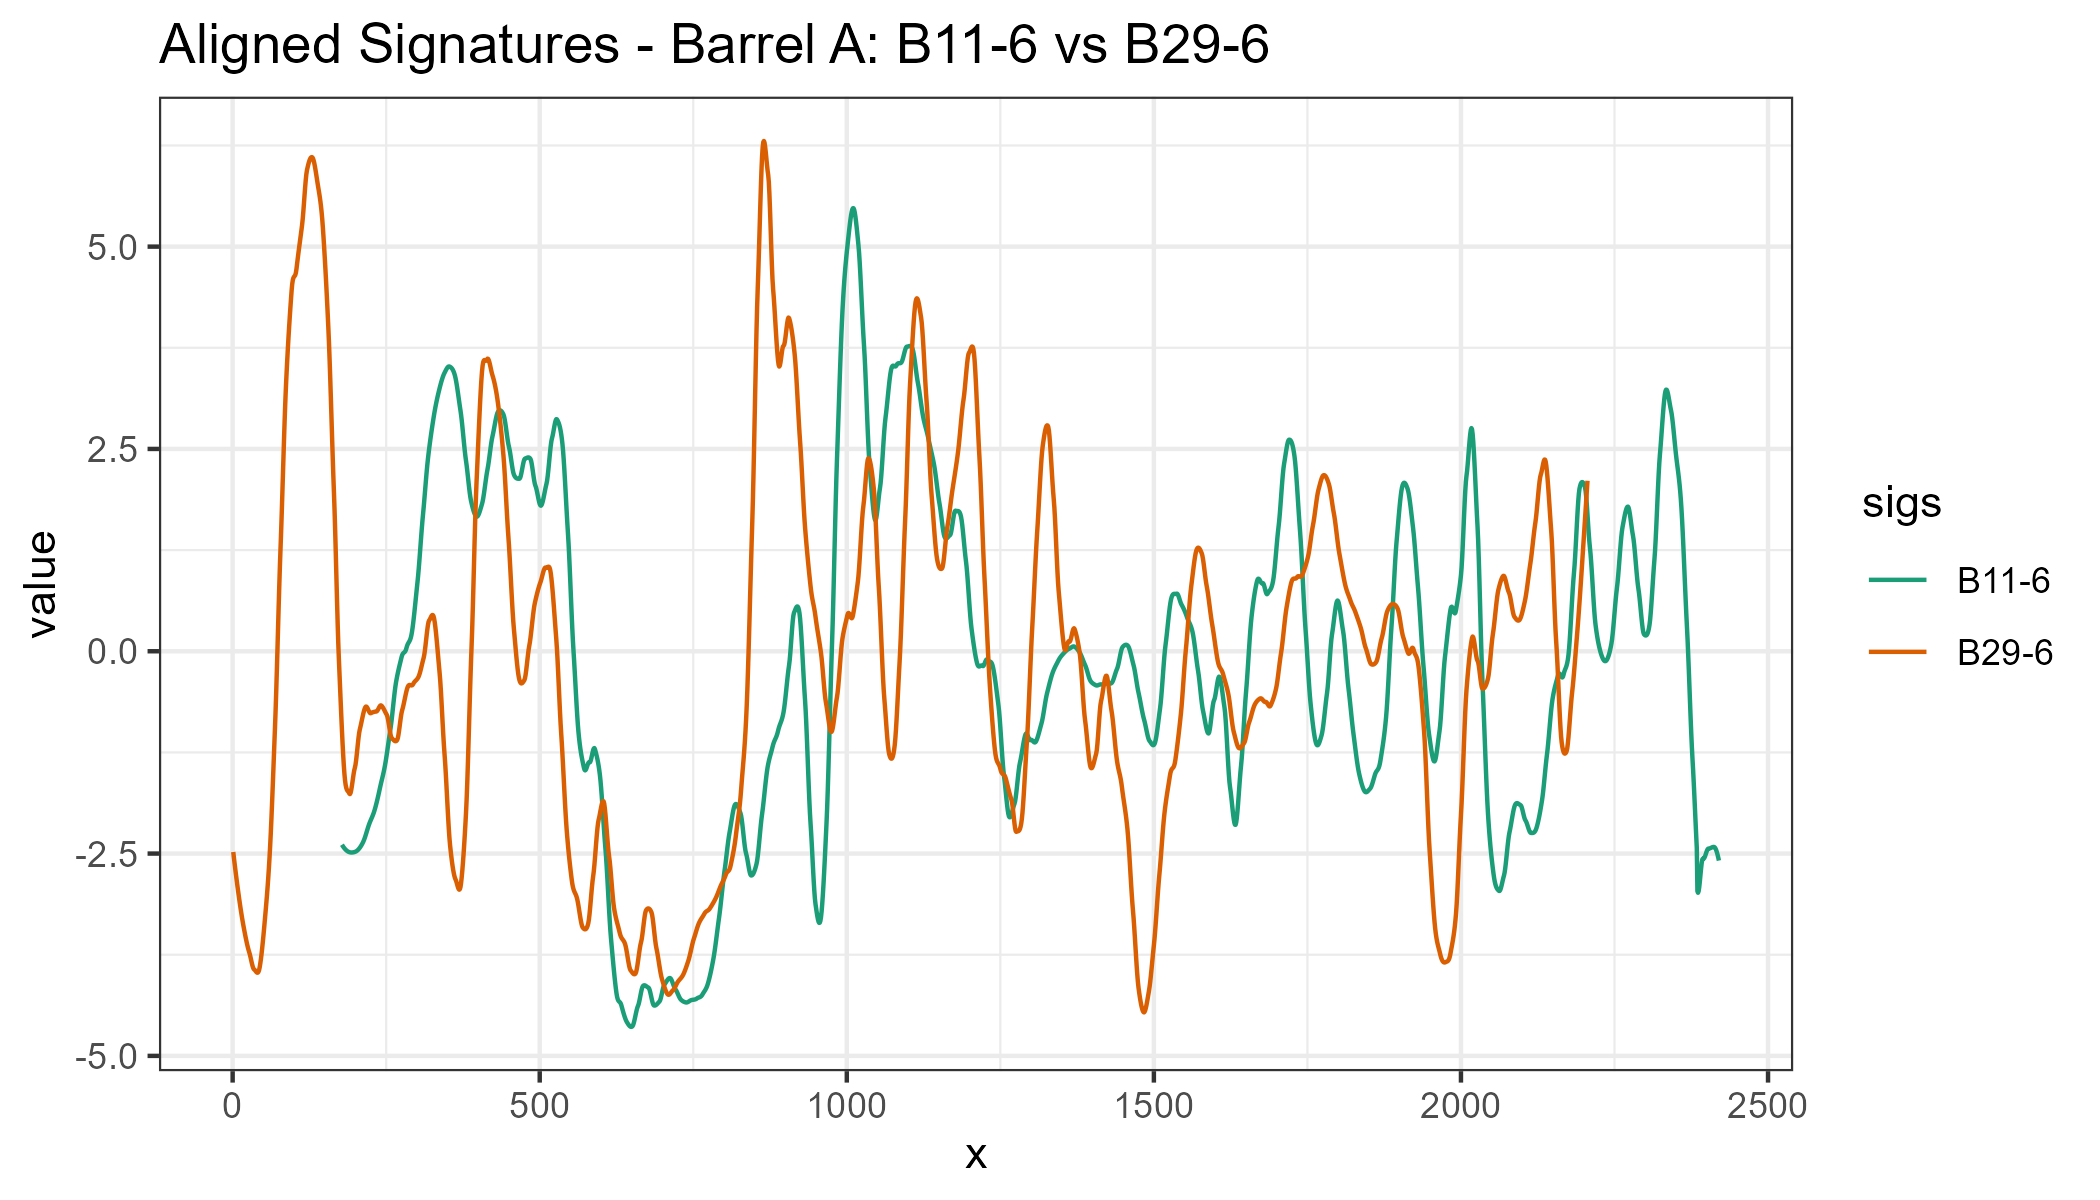 Aligned Signatures - Barrel A: B11-6 vs B29-6
value
5.0
2.5
0.0
-2.5
-5.0
0 500 1000 1500 2000 2500
x
sigs
B11-6
B29-6